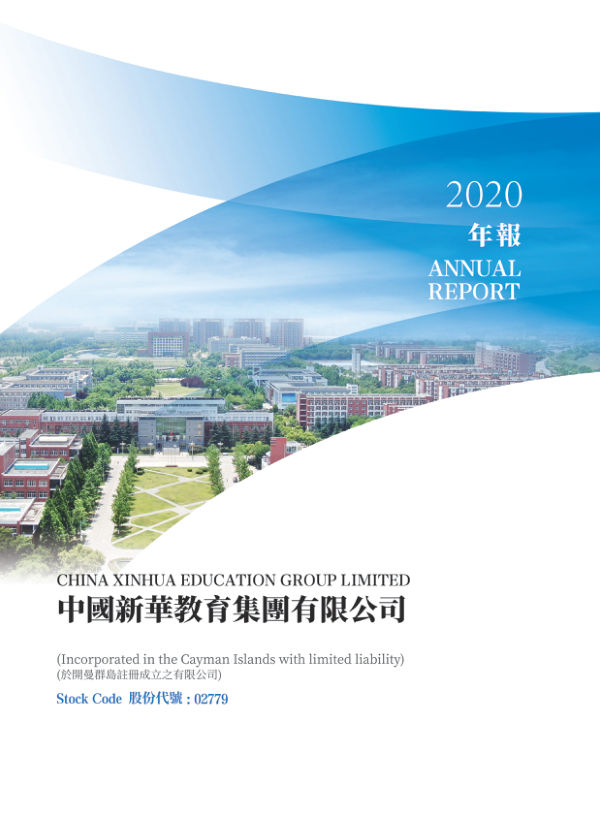 2020
年報
ANNUAL
REPORT
CHINA XINHUA EDUCATION GROUP LIMITED
中國新華教育集團有限公司
(Incorporated in the Cayman Islands with limited liability)
(於開曼群島註冊成立之有限公司)
Stock Code 股份代號 : 02779